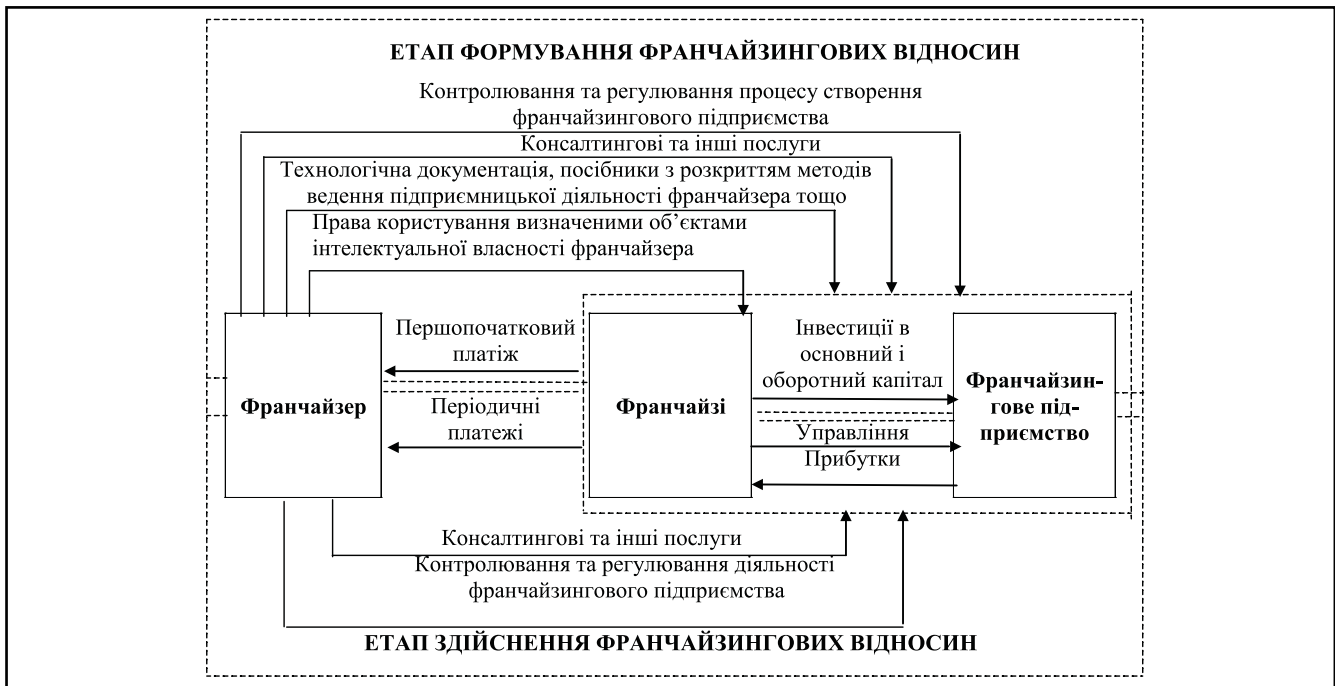 ЕТАП ФОРМУВАННЯ ФРАНЧАЙЗИНГОВИХ ВІДНОСИН
Контролювання та регулювання процесу створення
франчайзингового підприємства
Консалтингові та інші послуги
Технологічна документація, посібники з розкриттям методів
ведення підприємницької діяльності франчайзера тощо
Права користування визначеними об’єктами
інтелектуальної власності франчайзера
Франчайзер
Першопочатковий
платіж
Періодичні
платежі
Франчайзі
Інвестиції в
основний і
оборотний капітал
Управління
Прибутки
Франчайзин-
гове під-
приємство
Консалтингові та інші послуги
Контролювання та регулювання діяльності
франчайзингового підприємства
ЕТАП ЗДІЙСНЕННЯ ФРАНЧАЙЗИНГОВИХ ВІДНОСИН